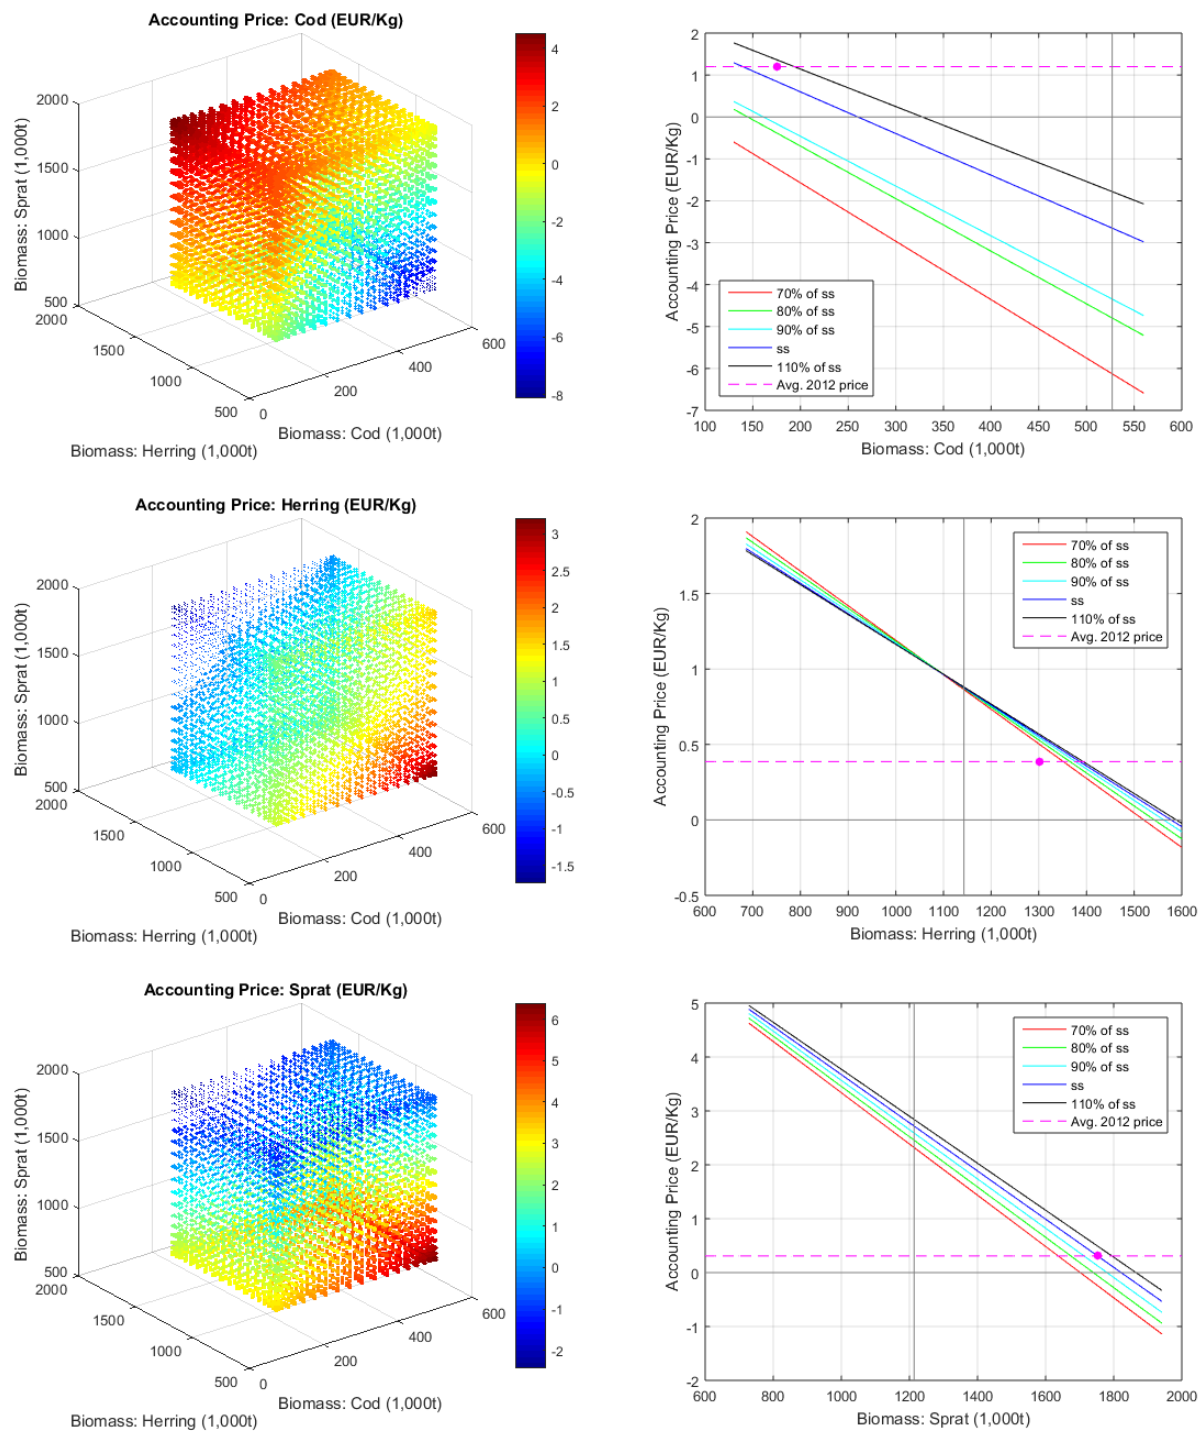 Accounting Price: Cod (EUR/Kg)
Biomass: Sprat (1,000t)
2000
1500
1000
500
2000
1500
1000
500
0
200
400
600
Biomass: Herring (1,000t)
Biomass: Cod (1,000t)
4
2
0
-2
-4
-6
-8
Accounting Price (EUR/Kg)
2
1
0
-1
-2
-3
-4
-5
-6
-7
70% of ss
80% of ss
90% of ss
ss
110% of ss
Avg. 2012 price
100 150 200 250 300 350 400 450 500 550 600
Biomass: Cod (1,000t)
Accounting Price: Herring (EUR/Kg)
Biomass: Sprat (1,000t)
2000
1500
1000
500
2000
1500
1000
500
0
200
400
600
Biomass: Herring (1,000t)
Biomass: Cod (1,000t)
3
2.5
2
1.5
1
0.5
0
-0.5
-1
-1.5
Accounting Price (EUR/Kg)
2
1.5
1
0.5
0
-0.5
70% of ss
80% of ss
90% of ss
ss
110% of ss
Avg. 2012 price
600 700 800 900 1000 1100 1200 1300 1400 1500 1600
Biomass: Herring (1,000t)
Accounting Price: Sprat (EUR/Kg)
Biomass: Sprat (1,000t)
2000
1500
1000
500
2000
1500
1000
500
0
200
400
600
Biomass: Herring (1,000t)
Biomass: Cod (1,000t)
6
5
4
3
2
1
0
-1
-2
Accounting Price (EUR/Kg)
5
4
3
2
1
0
-1
-2
70% of ss
80% of ss
90% of ss
ss
110% of ss
Avg. 2012 price
600 800 1000 1200 1400 1600 1800 2000
Biomass: Sprat (1,000t)